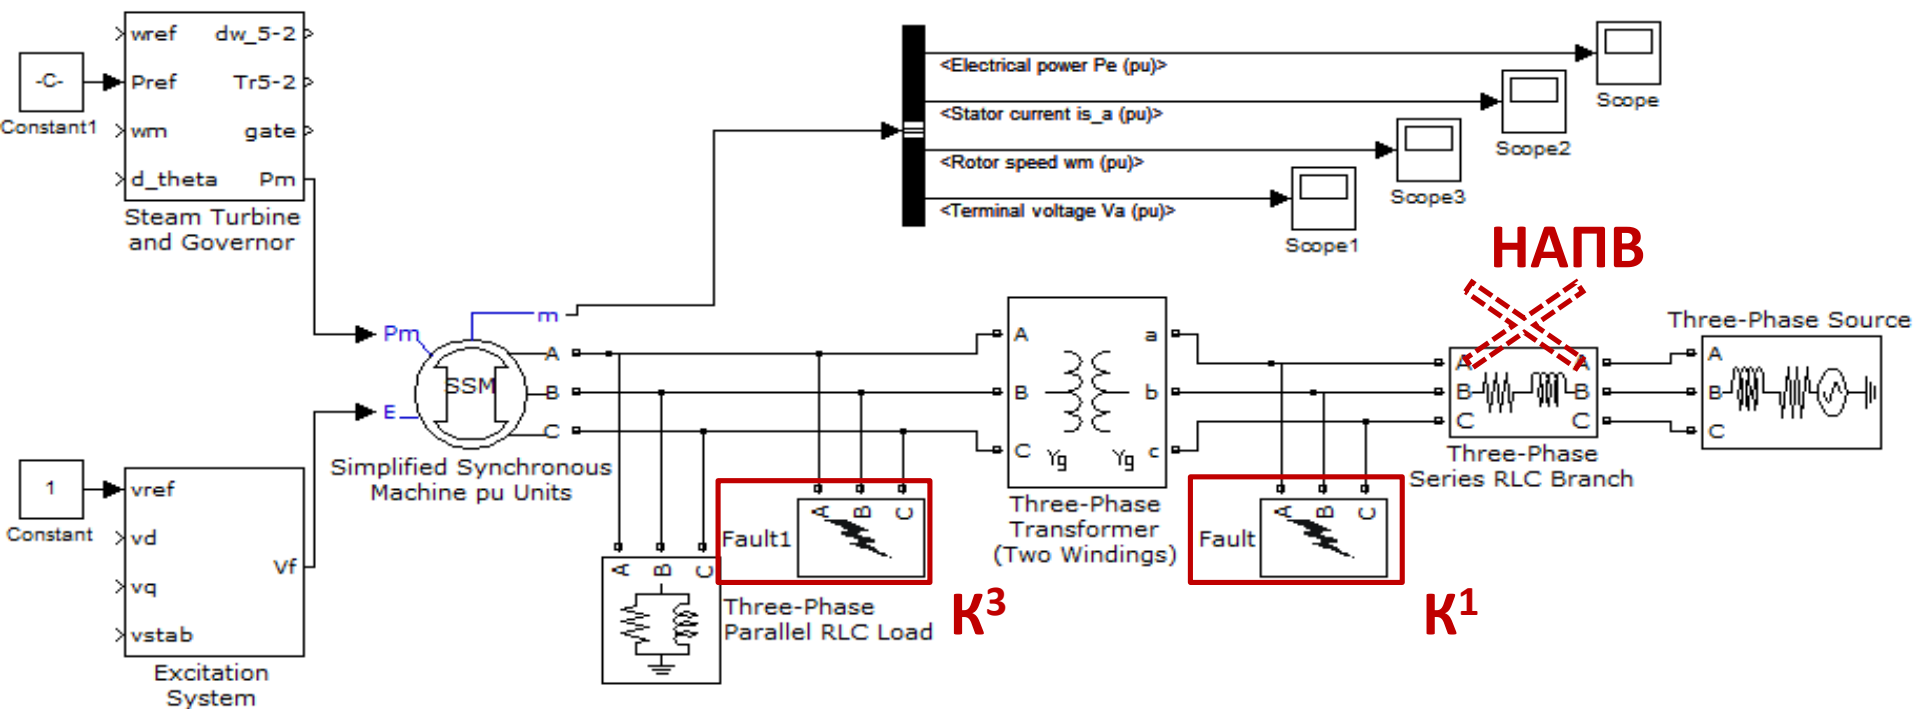 wref
dw_5-2
-C-
Pref
Tr5-2
Constant1
wm
gate
d_theta
Pm
Steam Turbine
and Governor
<Electrical power Pe (pu)>
Scope
<Stator current is_a (pu)>
Scope2
<Rotor speed wm (pu)>
Scope3
<Terminal voltage Va (pu)>
Scope1
НАПВ
Pm
m
A
B
C
SSM
E
Simplified Synchronous
Machine pu Units
A
B
C
a
b
c
Yg
Yg
Three-Phase
Transformer
(Two Windings)
A
B
C
A
B
C
Three-Phase
Series RLC Branch
Three-Phase Source
A
B
C
1
Constant
vref
vd
vq
vstab
Vf
Excitation
System
A
B
C
Three-Phase
Parallel RLC Load
Fault1
A
B
C
К³
Fault
A
B
C
К¹